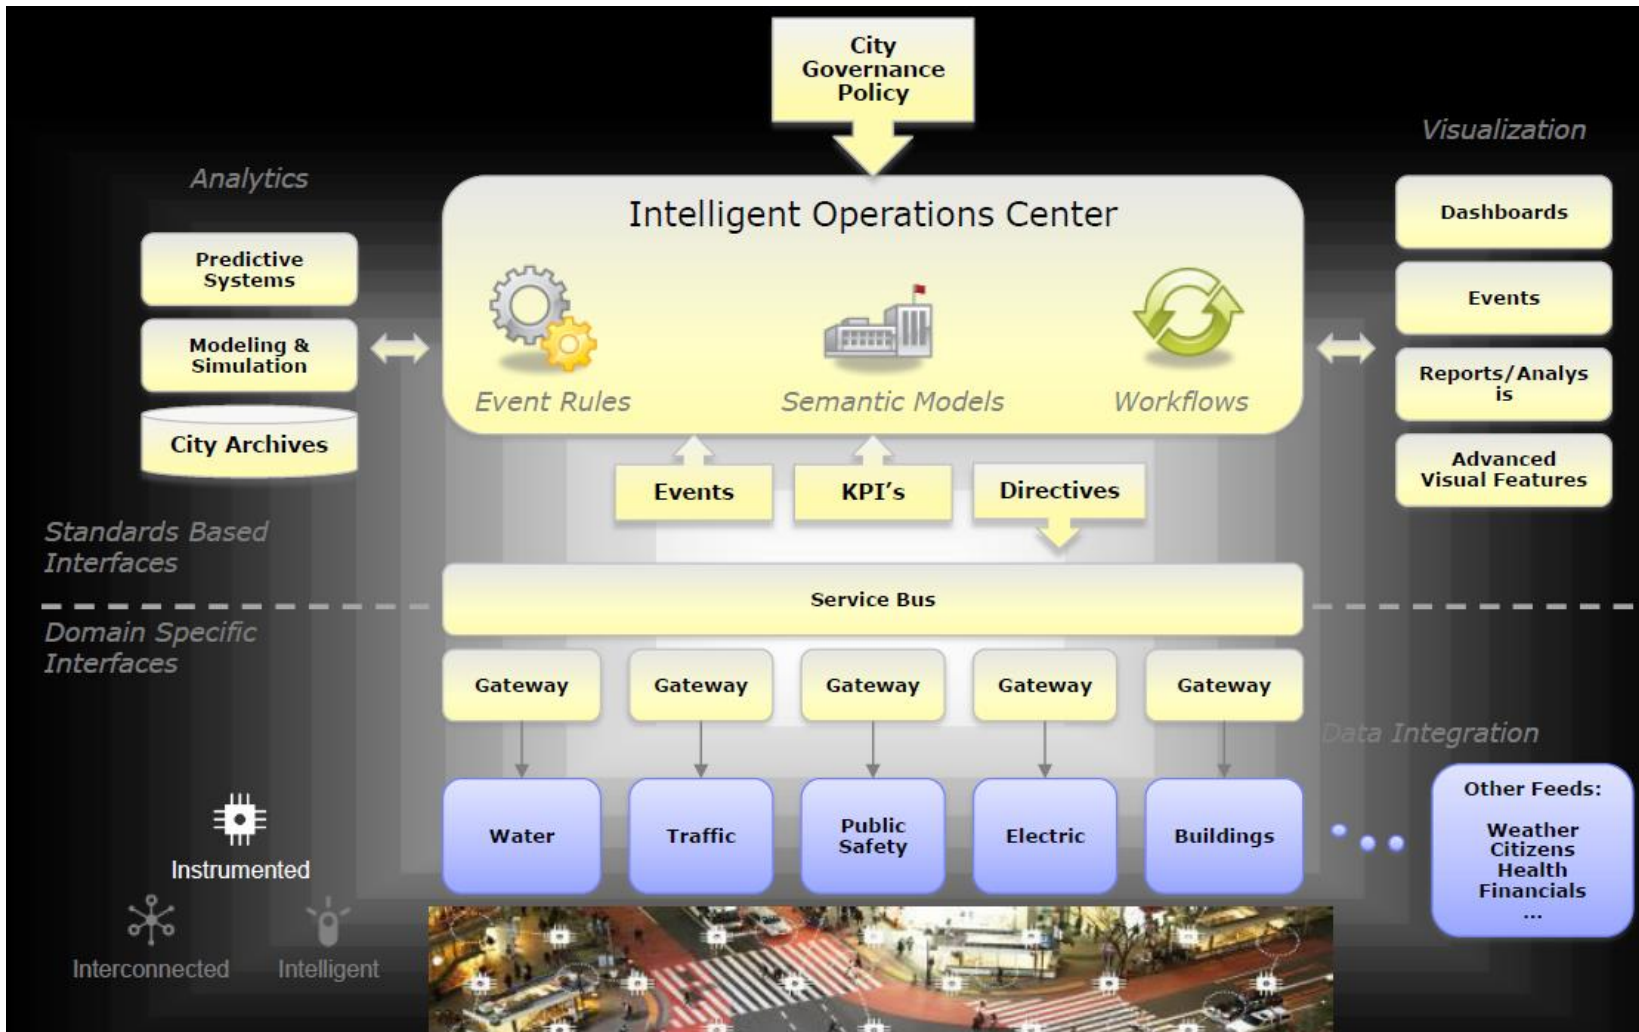 City
Governance
Policy
Visualization
Analytics
Intelligent Operations Center
Dashboards
Predictive
Systems
Events
Modeling &
Simulation
Reports/Analys
is
Event Rules
Semantic Models
Workflows
City Archives
Advanced
Visual Features
Events
KPI's
Directives
Standards Based
Interfaces
Service Bus
Domain Specific
Interfaces
Gateway
Gateway
Gateway
Gateway
Gateway
Data Integration
Water
Traffic
Public
Safety
Electric
Buildings
Other Feeds:
Weather
Citizens
Health
Financials
...
Instrumented
Interconnected
Intelligent